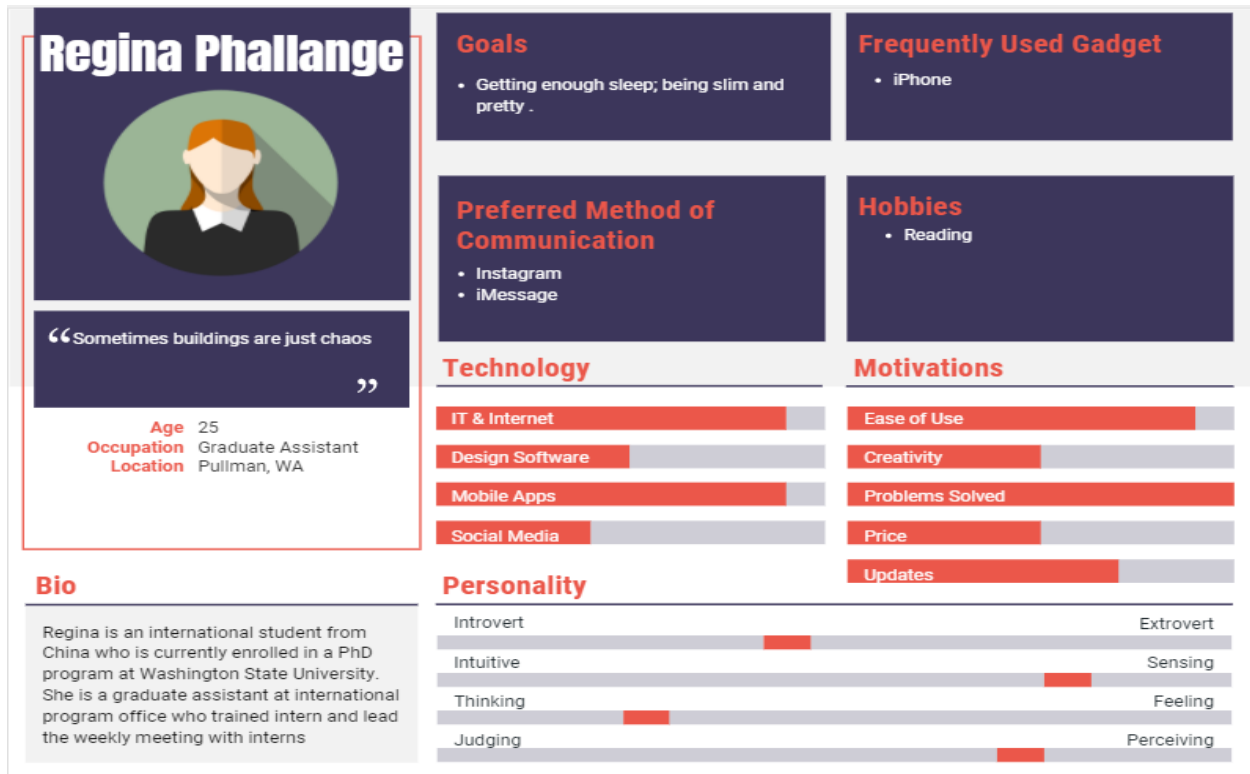 Regina Phallange
“Sometimes buildings are just chaos
”
Age 25
Occupation Graduate Assistant
Location Pullman, WA
Bio
Regina is an international student from
China who is currently enrolled in a PhD
program at Washington State University.
She is a graduate assistant at international
program office who trained intern and lead
the weekly meeting with interns
Goals
• Getting enough sleep; being slim and
pretty .
Frequently Used Gadget
• iPhone
Preferred Method of
Communication
• Instagram
• iMessage
Hobbies
• Reading
Technology
IT & Internet
Design Software
Mobile Apps
Social Media
Motivations
Ease of Use
Creativity
Problems Solved
Price
Updates
Personality
Introvert Extrovert
Intuitive Sensing
Thinking Feeling
Judging Perceiving